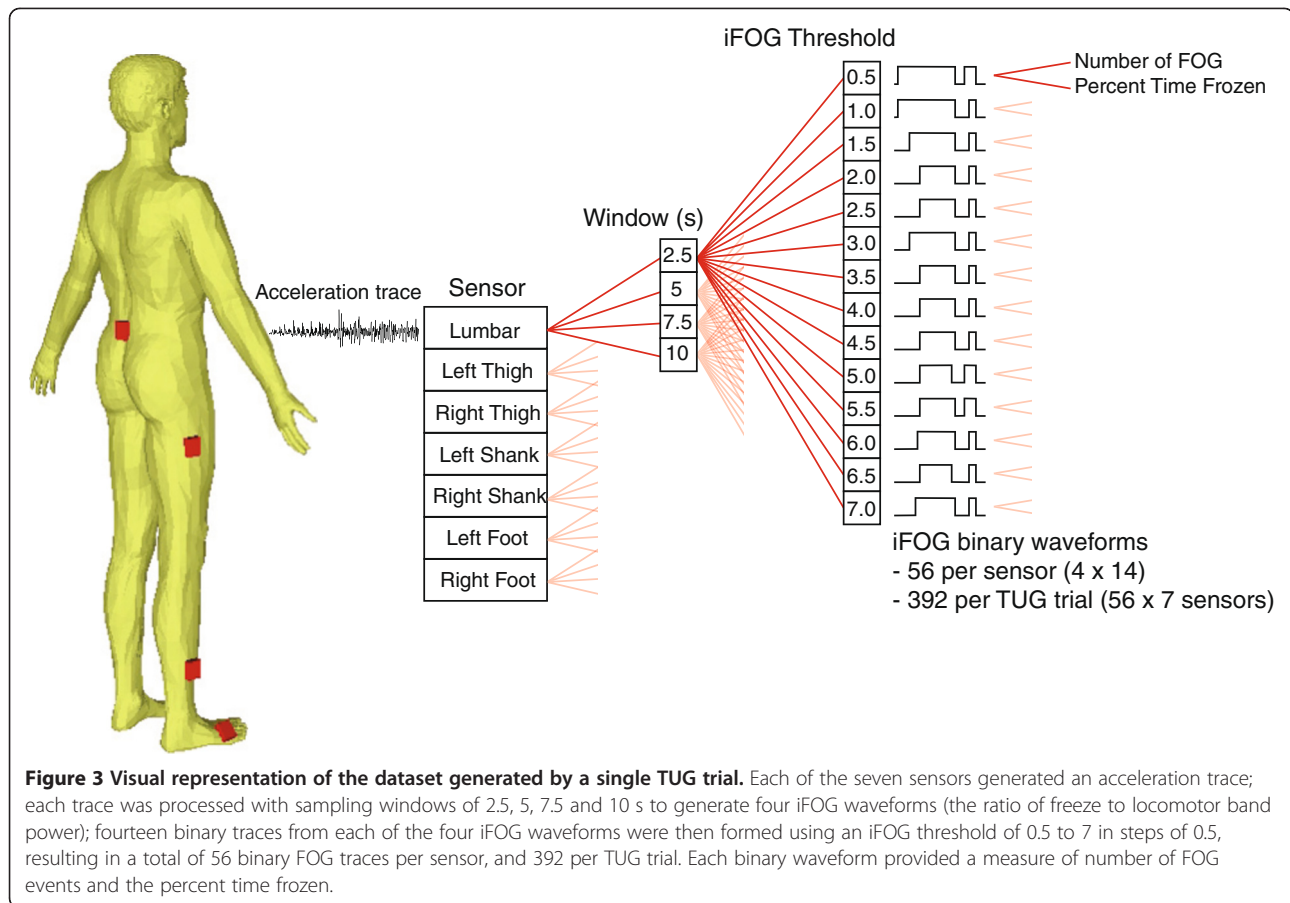 iFOG Threshold
Number of FOG
Percent Time Frozen
0.5
1.0
1.5
2.0
2.5
3.0
3.5
4.0
4.5
5.0
5.5
6.0
6.5
7.0
Window (s)
2.5
5
7.5
10
Acceleration trace
Sensor
Lumbar
Left Thigh
Right Thigh
Left Shank
Right Shank
Left Foot
Right Foot
iFOG binary waveforms
- 56 per sensor (4 x 14)
- 392 per TUG trial (56 x 7 sensors)
Figure 3 Visual representation of the dataset generated by a single TUG trial. Each of the seven sensors generated an acceleration trace;
each trace was processed with sampling windows of 2.5, 5, 7.5 and 10 s to generate four iFOG waveforms (the ratio of freeze to locomotor band
power); fourteen binary traces from each of the four iFOG waveforms were then formed using an iFOG threshold of 0.5 to 7 in steps of 0.5,
resulting in a total of 56 binary FOG traces per sensor, and 392 per TUG trial. Each binary waveform provided a measure of number of FOG
events and the percent time frozen.